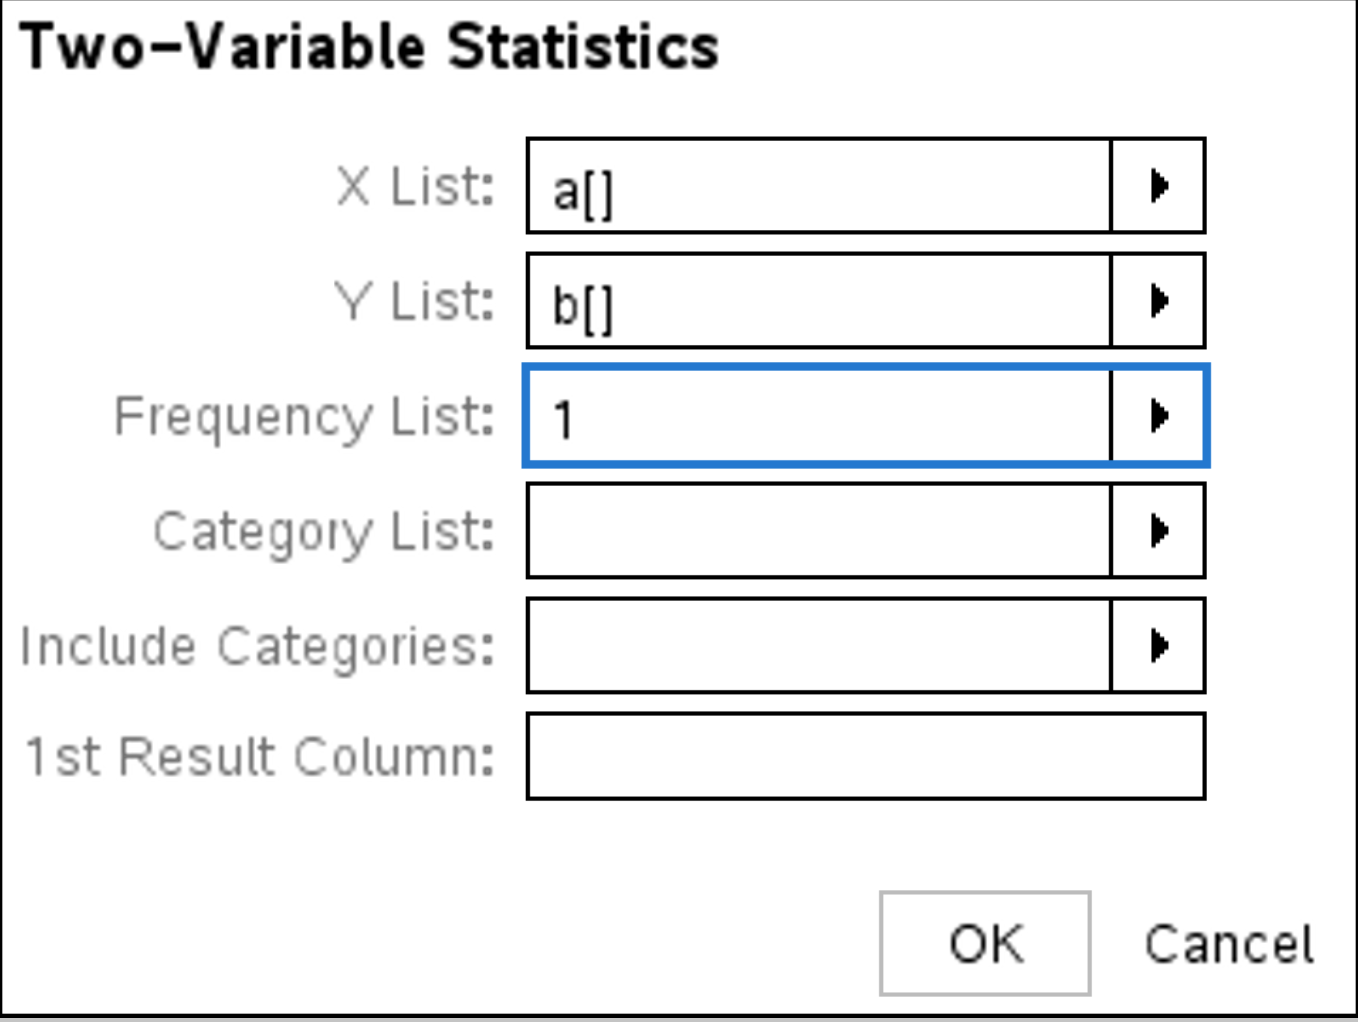 Two-Variable Statistics
X List: a[]
Y List: b[]
Frequency List: 1
Category List:
Include Categories:
1st Result Column:
OK Cancel